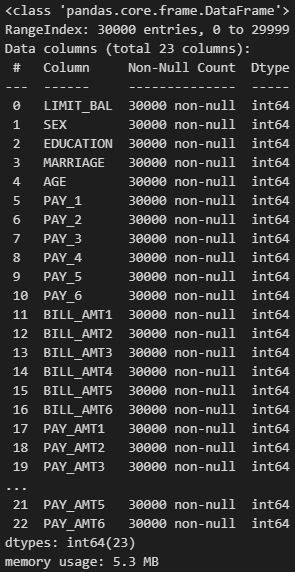 <class 'pandas.core.frame.DataFrame'>
RangeIndex: 30000 entries, 0 to 29999
Data columns (total 23 columns):
 #   Column     Non-Null Count  Dtype
---  ------     --------------  -----
 0   LIMIT_BAL  30000 non-null  int64
 1   SEX        30000 non-null  int64
 2   EDUCATION  30000 non-null  int64
 3   MARRIAGE   30000 non-null  int64
 4   AGE        30000 non-null  int64
 5   PAY_1      30000 non-null  int64
 6   PAY_2      30000 non-null  int64
 7   PAY_3      30000 non-null  int64
 8   PAY_4      30000 non-null  int64
 9   PAY_5      30000 non-null  int64
 10  PAY_6      30000 non-null  int64
 11  BILL_AMT1  30000 non-null  int64
 12  BILL_AMT2  30000 non-null  int64
 13  BILL_AMT3  30000 non-null  int64
 14  BILL_AMT4  30000 non-null  int64
 15  BILL_AMT5  30000 non-null  int64
 16  BILL_AMT6  30000 non-null  int64
 17  PAY_AMT1   30000 non-null  int64
 18  PAY_AMT2   30000 non-null  int64
 19  PAY_AMT3   30000 non-null  int64
...
 21  PAY_AMT5   30000 non-null  int64
 22  PAY_AMT6   30000 non-null  int64
dtypes: int64(23)
memory usage: 5.3 MB